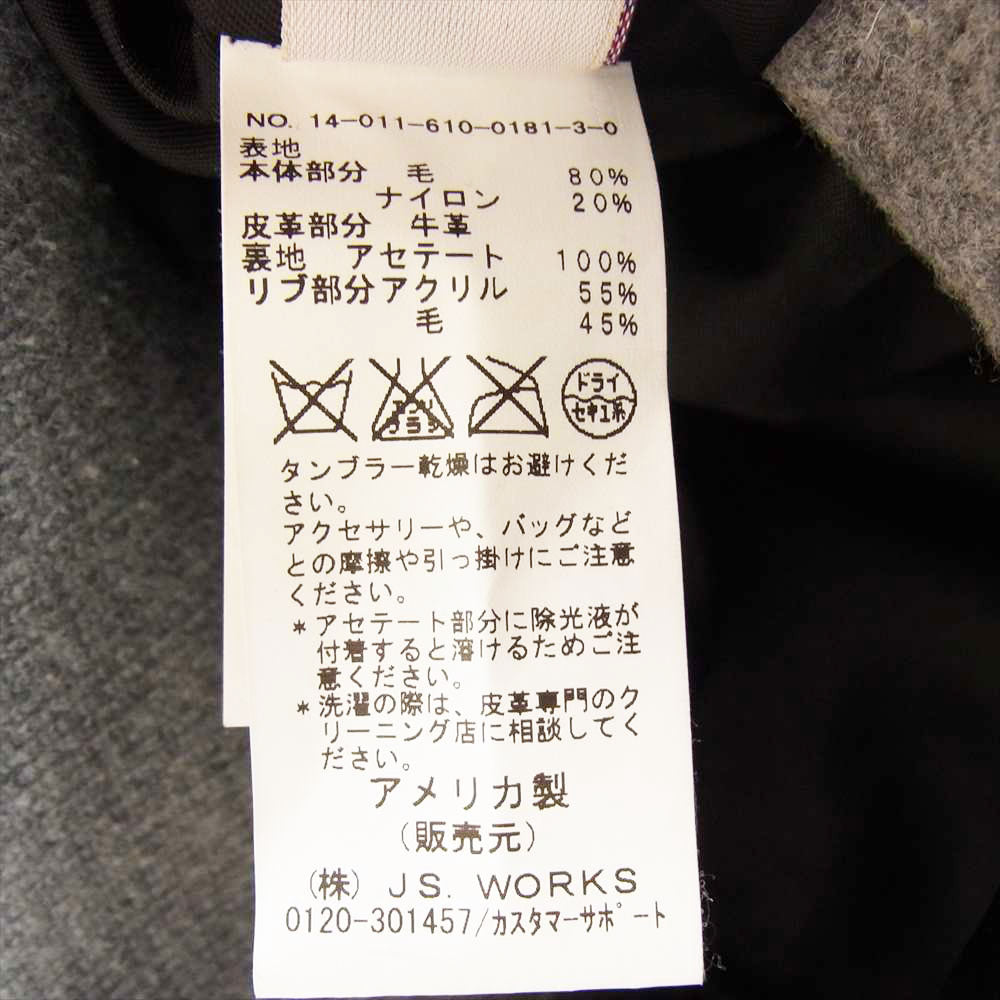 NO. 14-011-610-0181-3-0
表地
本体部分 毛 80%
ナイロン 20%
皮革部分 牛革
裏地 アセテート 100%
リブ部分アクリル 55%
毛 45%
エンソ
サラシ
ドライ
セキユ系
タンブラー乾燥はお避けくだ
さい。
アクセサリーや、バッグなど
との摩擦や引っ掛けにご注意
ください。
*アセテート部分に除光液が
付着すると溶けるためご注
意ください。
*洗濯の際は、皮革専門のク
リーニング店に相談してく
ださい。
アメリカ製
(販売元)
(株) JS. WORKS
0120-301457/カスタマーサポート